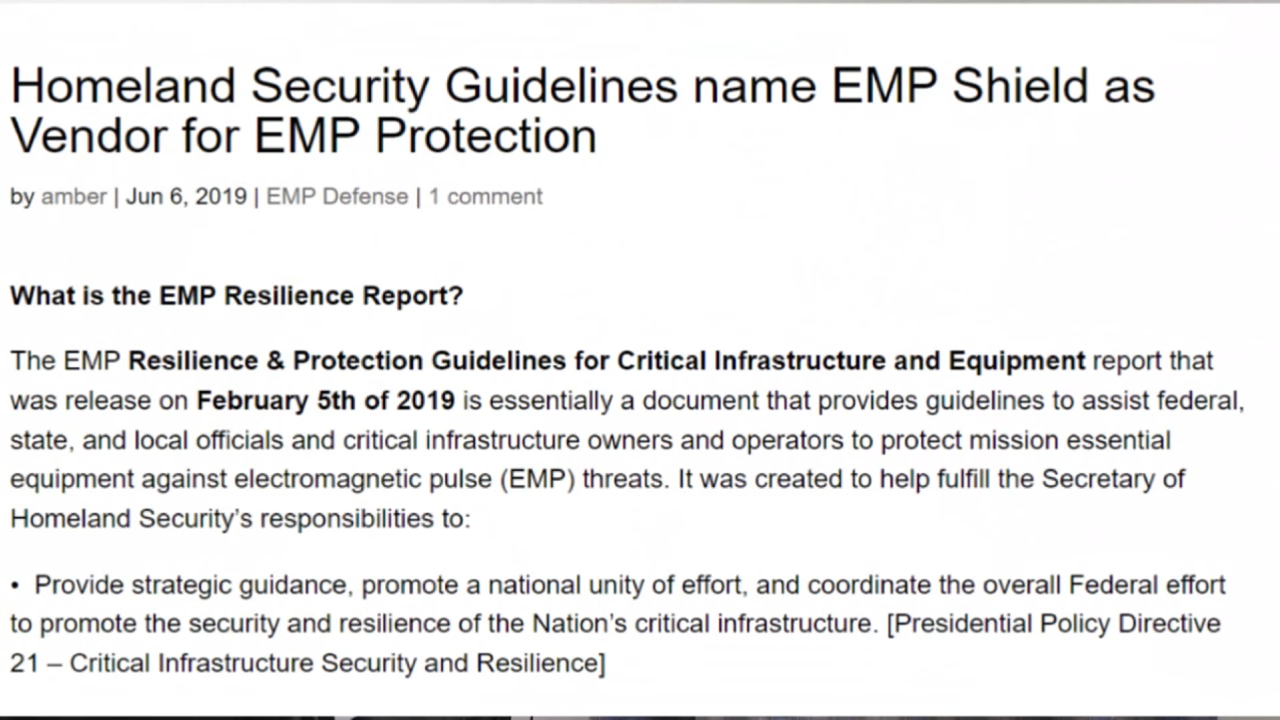 Homeland Security Guidelines name EMP Shield as
Vendor for EMP Protection
by amber | Jun 6, 2019 | EMP Defense | 1 comment
What is the EMP Resilience Report?
The EMP Resilience & Protection Guidelines for Critical Infrastructure and Equipment report that
was release on February 5th of 2019 is essentially a document that provides guidelines to assist federal,
state, and local officials and critical infrastructure owners and operators to protect mission essential
equipment against electromagnetic pulse (EMP) threats. It was created to help fulfill the Secretary of
Homeland Security’s responsibilities to:
• Provide strategic guidance, promote a national unity of effort, and coordinate the overall Federal effort
to promote the security and resilience of the Nation’s critical infrastructure. [Presidential Policy Directive
21 – Critical Infrastructure Security and Resilience]